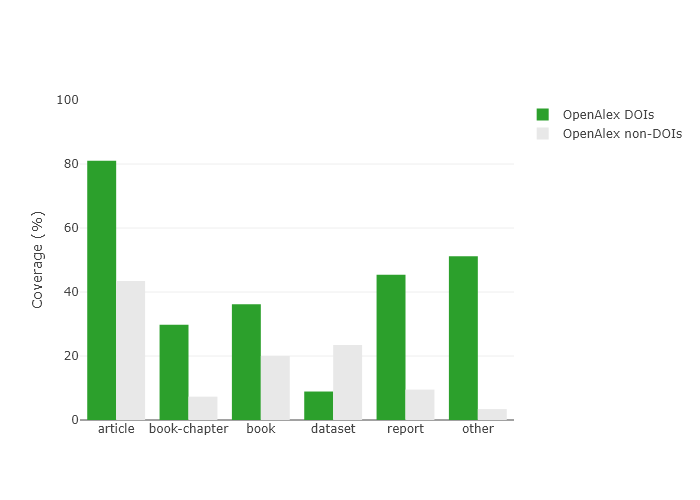 100
80
60
40
20
0
Coverage (%)
article book-chapter book dataset report other
OpenAlex DOIs
OpenAlex non-DOIs